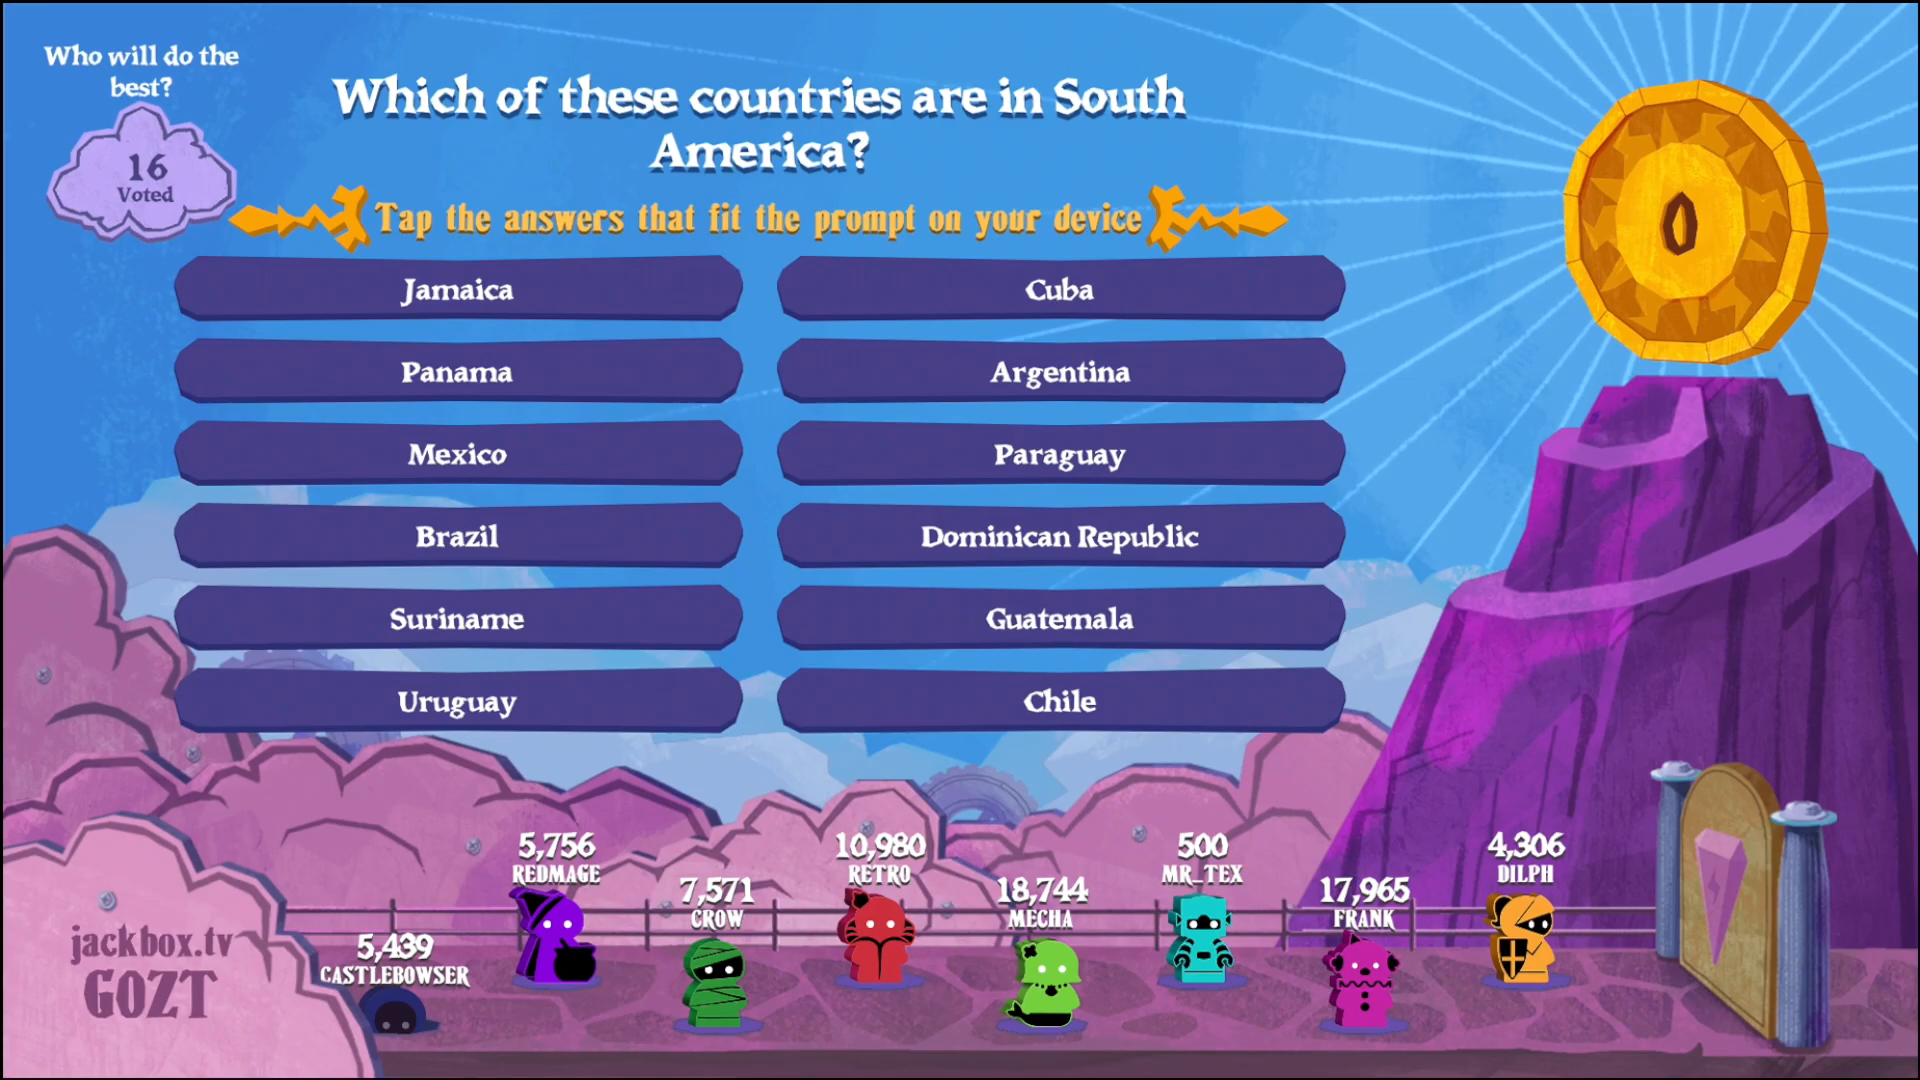 Who will do the
best?
16
Voted
Which of these countries are in South
America?
Tap the answers that fit the prompt on your device
Jamaica
Cuba
Panama
Argentina
Mexico
Paraguay
Brazil
Dominican Republic
Suriname
Guatemala
Uruguay
Chile
5,439
CASTLEBOWSER
5,756
REDMAGE
7,571
CROW
10,980
RETRO
18,744
MECHA
500
MR_TEX
17,965
FRANK
4,306
DILPH
jackbox.tv
GOZT